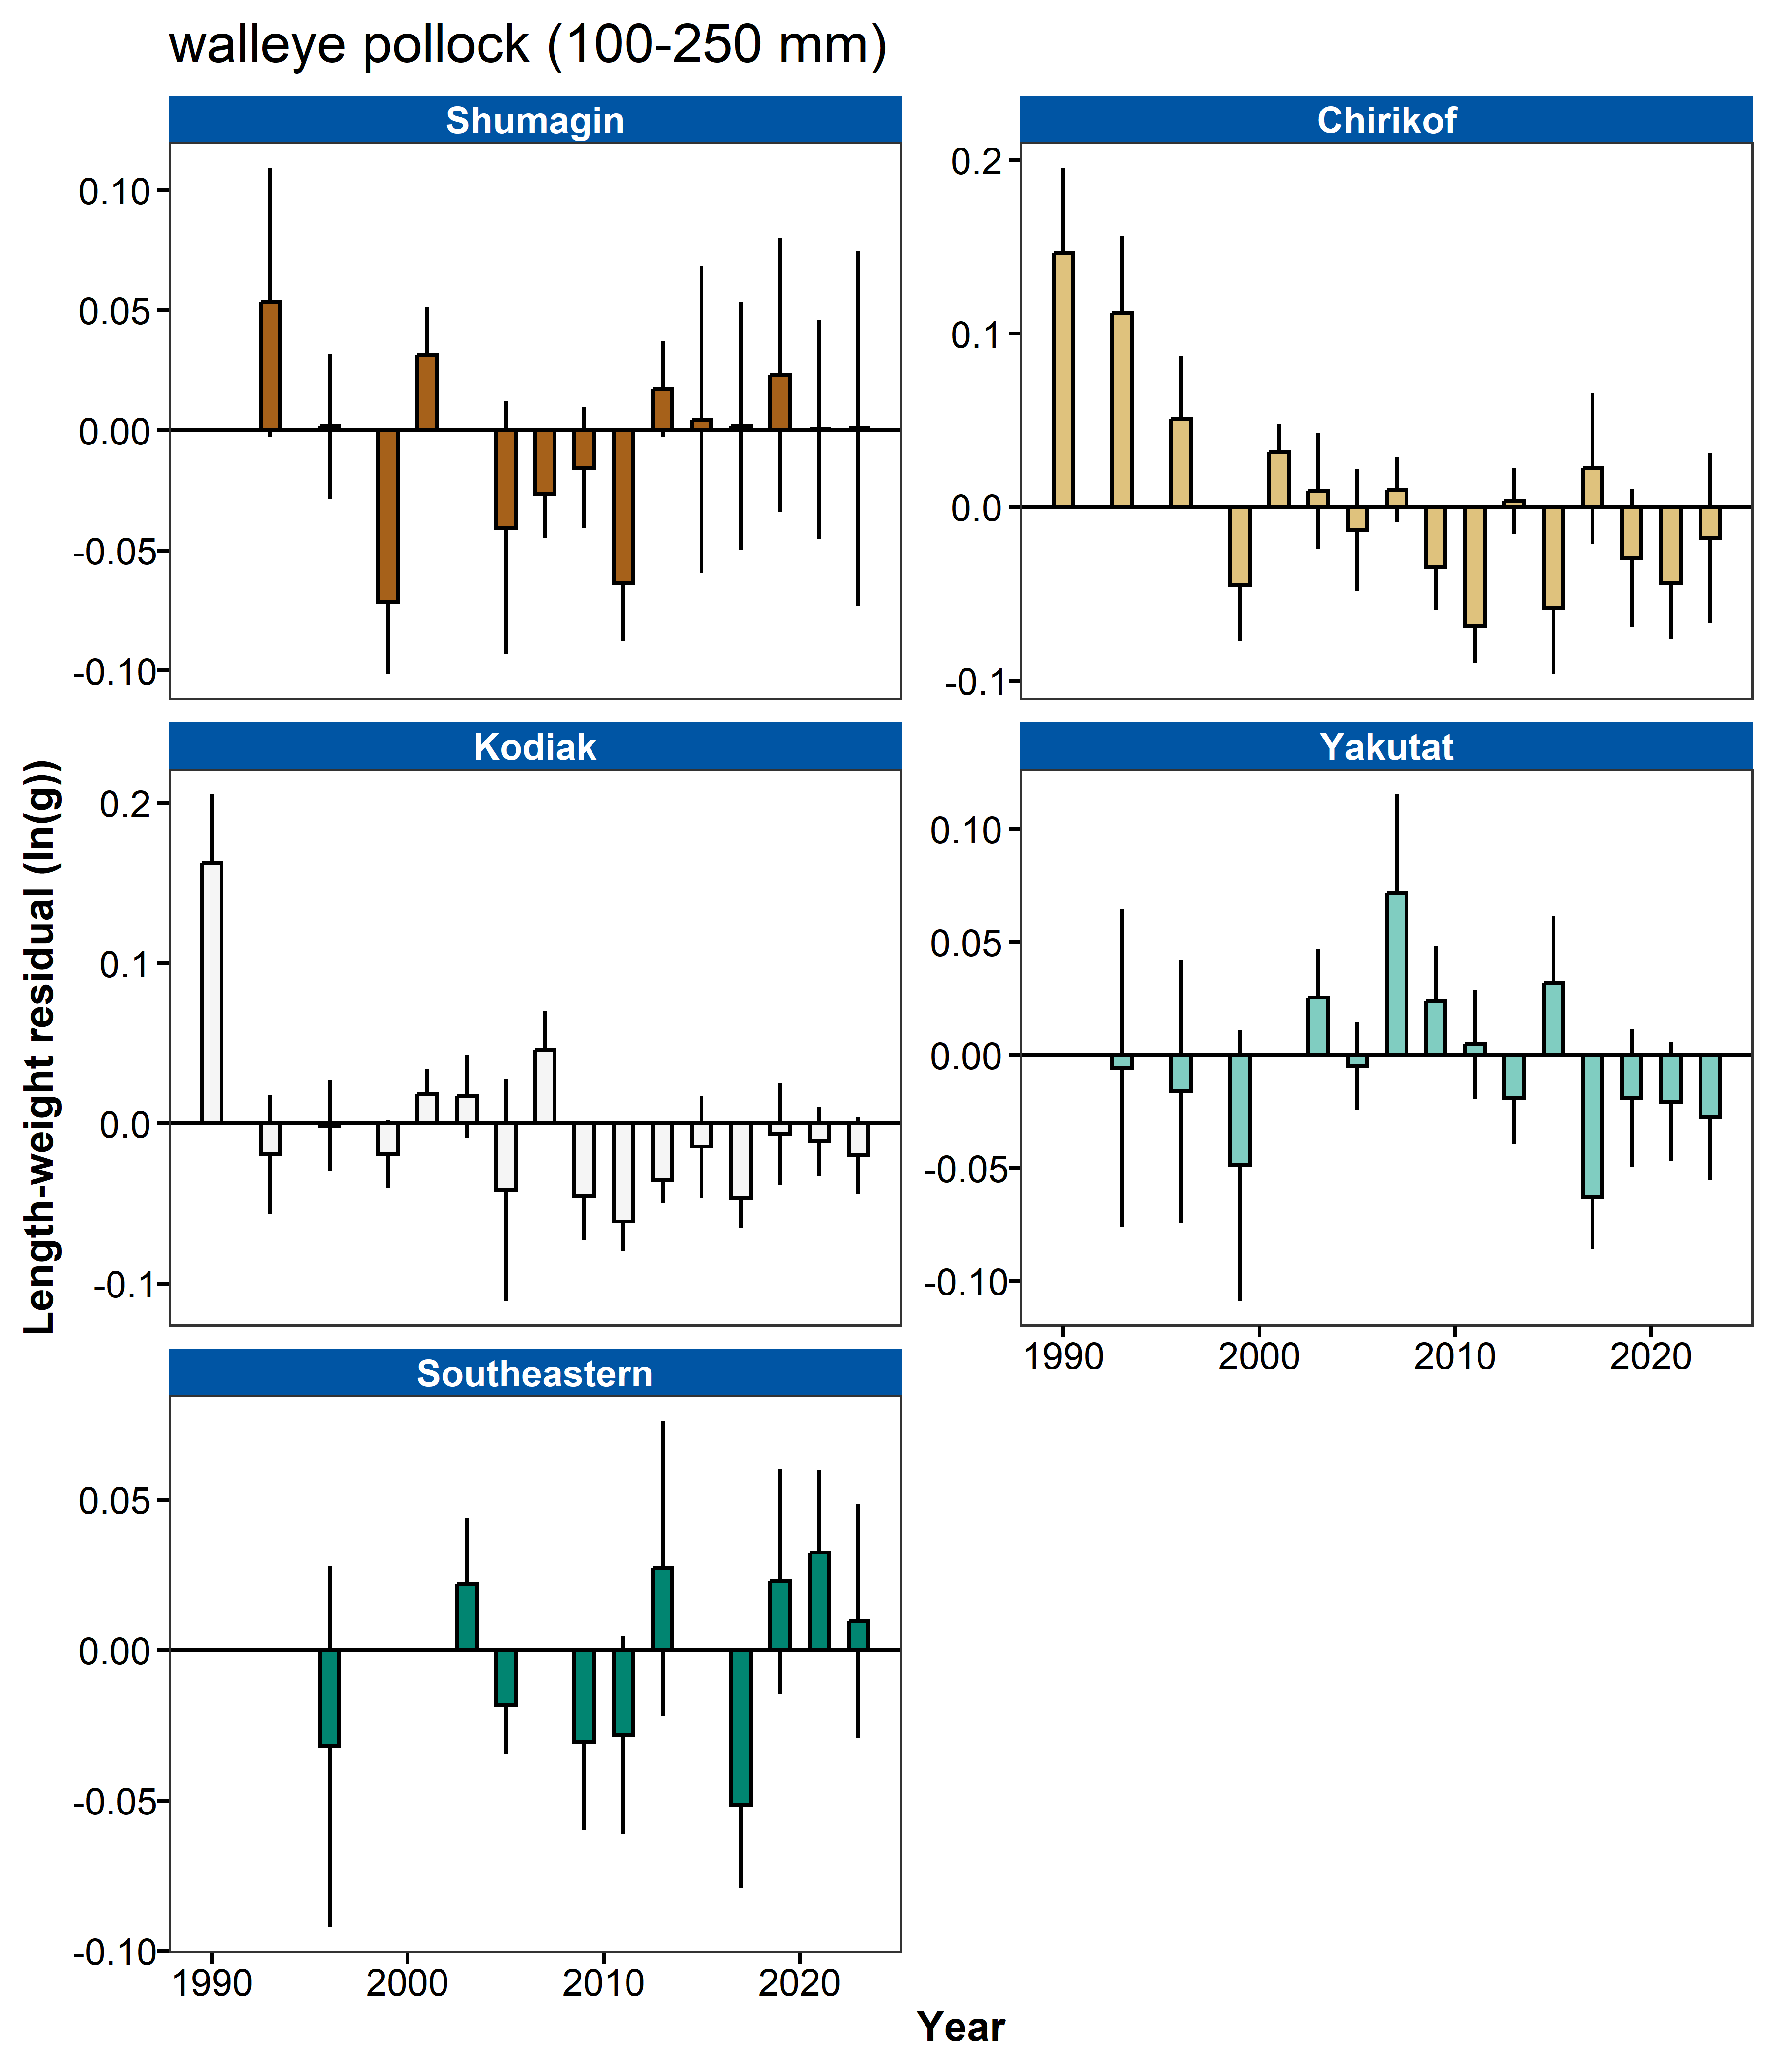 walleye pollock (100-250 mm)
Shumagin
0.10
0.05
0.00
-0.05
-0.10
Chirikof
0.2
0.1
0.0
-0.1
Length-weight residual (ln(g))
Kodiak
0.2
0.1
0.0
-0.1
Yakutat
0.10
0.05
0.00
-0.05
-0.10
1990 2000 2010 2020
Southeastern
0.05
0.00
-0.05
-0.10
1990 2000 2010 2020
Year